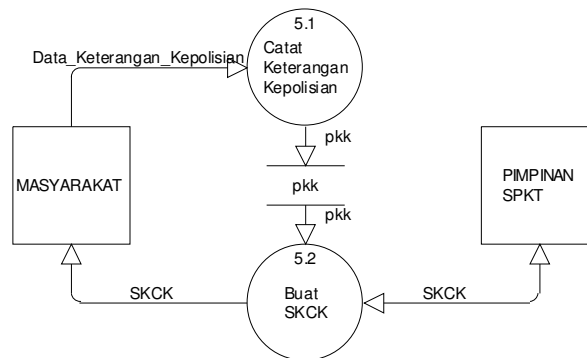 5.1
Catat
Keterangan
Kepolisian
Data_Keterangan_Kepolisian
pkk
MASYARAKAT
pkk
PIMPINAN
SPKT
pkk
5.2
Buat
SKCK
SKCK
SKCK